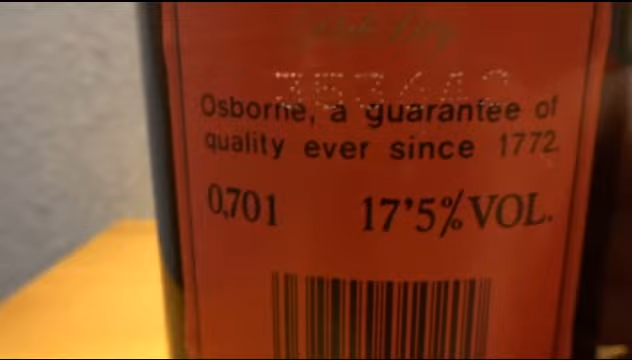 Osborne, a guarantee of
quality ever since 1772.
0,70l 17'5% VOL.